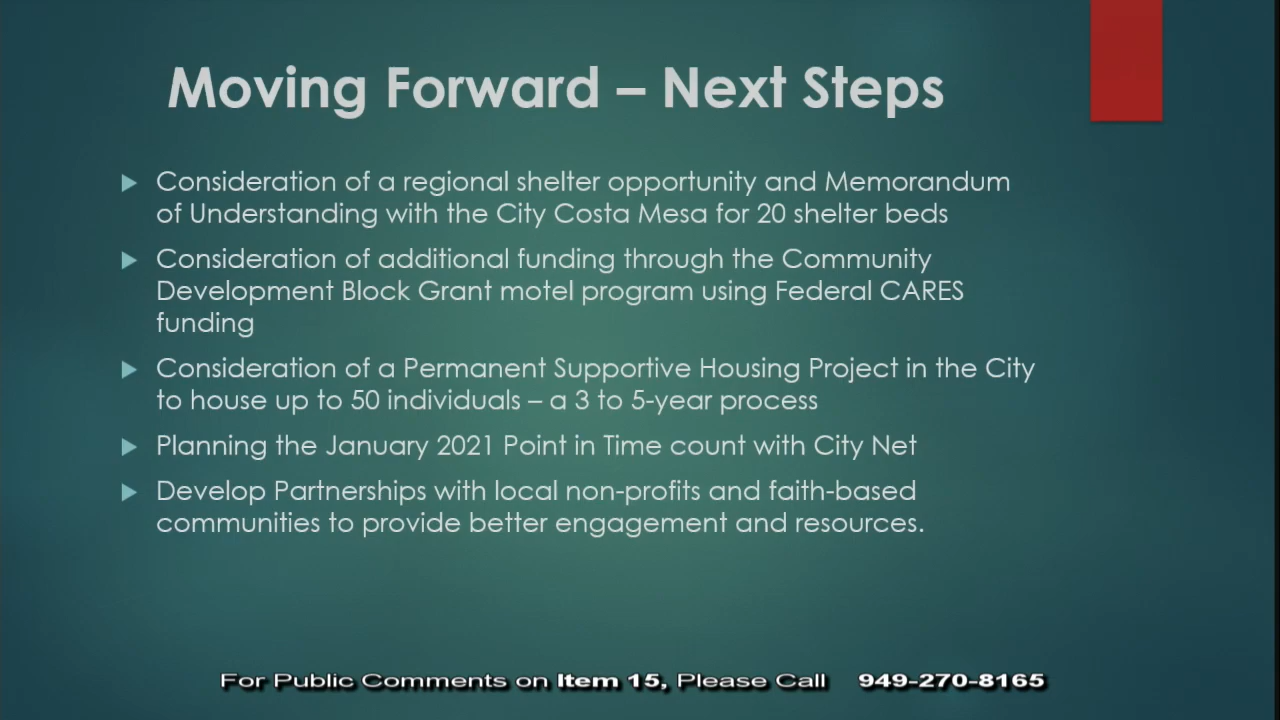 Moving Forward – Next Steps
Consideration of a regional shelter opportunity and Memorandum
of Understanding with the City Costa Mesa for 20 shelter beds
Consideration of additional funding through the Community
Development Block Grant motel program using Federal CARES
funding
Consideration of a Permanent Supportive Housing Project in the City
to house up to 50 individuals – a 3 to 5-year process
Planning the January 2021 Point in Time count with City Net
Develop Partnerships with local non-profits and faith-based
communities to provide better engagement and resources.
For Public Comments on Item 15, Please Call 949-270-8165